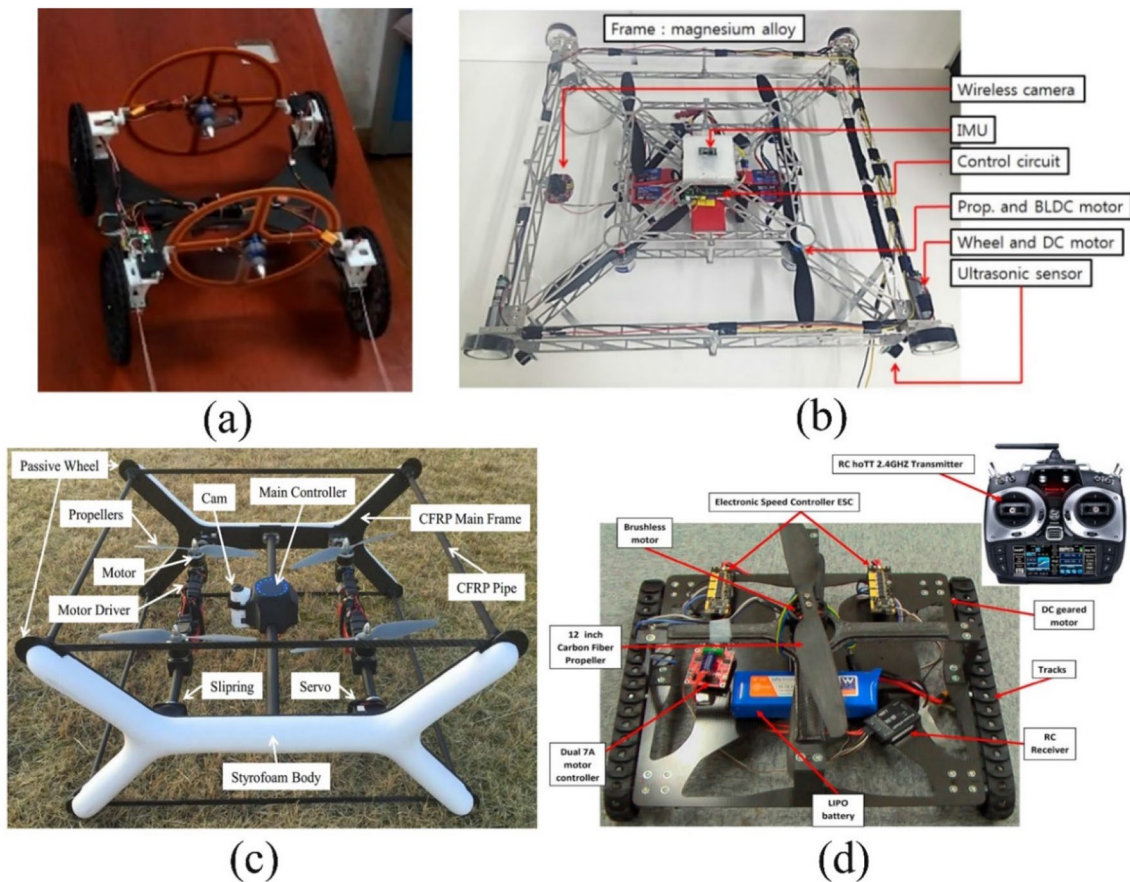 Frame : magnesium alloy
Wireless camera
IMU
Control circuit
Prop. and BLDC motor
Wheel and DC motor
Ultrasonic sensor
(a)
(b)
Passive Wheel
Cam
Main Controller
Propellers
CFRP Main Frame
Motor
CFRP Pipe
Motor Driver
Slipring
Servo
Styrofoam Body
RC hoTT 2.4GHZ Transmitter
Electronic Speed Controller ESC
Brushless
motor
DC geared
motor
12 inch
Carbon Fiber
Propeller
Tracks
Dual 7A
motor
controller
RC
Receiver
LIPO
battery
(c)
(d)